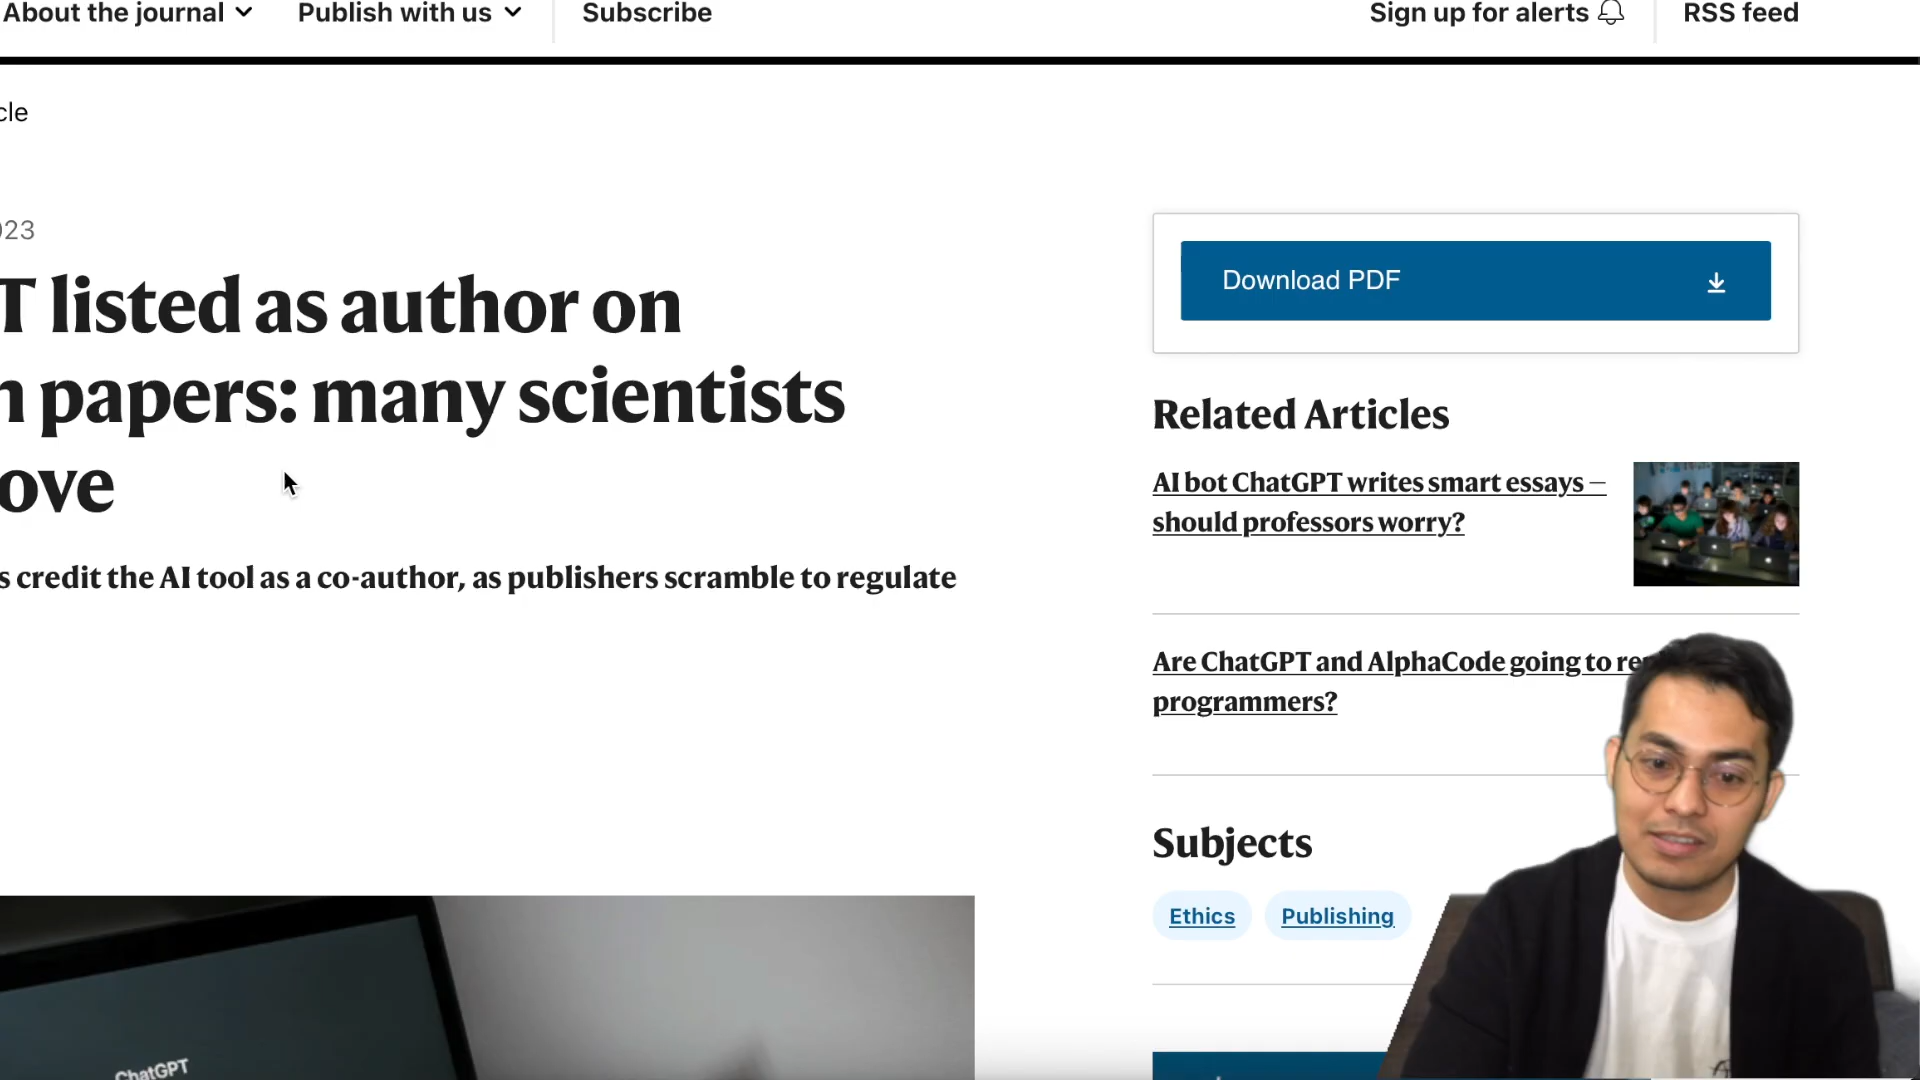 About the journal
Publish with us
Subscribe
Sign up for alerts
RSS feed
cle
023
T listed as author on
n papers: many scientists
ove
s credit the AI tool as a co-author, as publishers scramble to regulate
Download PDF
Related Articles
AI bot ChatGPT writes smart essays —
should professors worry?
Are ChatGPT and AlphaCode going to re
programmers?
Subjects
Ethics
Publishing
ChatGPT